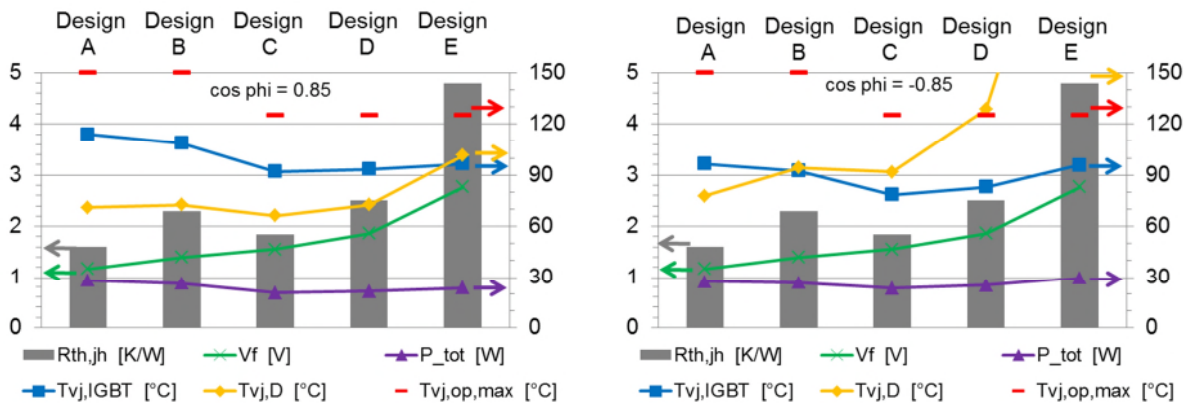 Design Design Design Design Design
A B C D E
5 150
cos phi = 0.85
4 120
3 90
2 60
1 30
0 0
Rth,jh [K/W] Vf [V] P_tot [W]
Tvj,IGBT [°C] Tvj,D [°C] Tvj,op,max [°C]
Design Design Design Design Design
A B C D E
5 150
cos phi = -0.85
4 120
3 90
2 60
1 30
0 0
Rth,jh [K/W] Vf [V] P_tot [W]
Tvj,IGBT [°C] Tvj,D [°C] Tvj,op,max [°C]